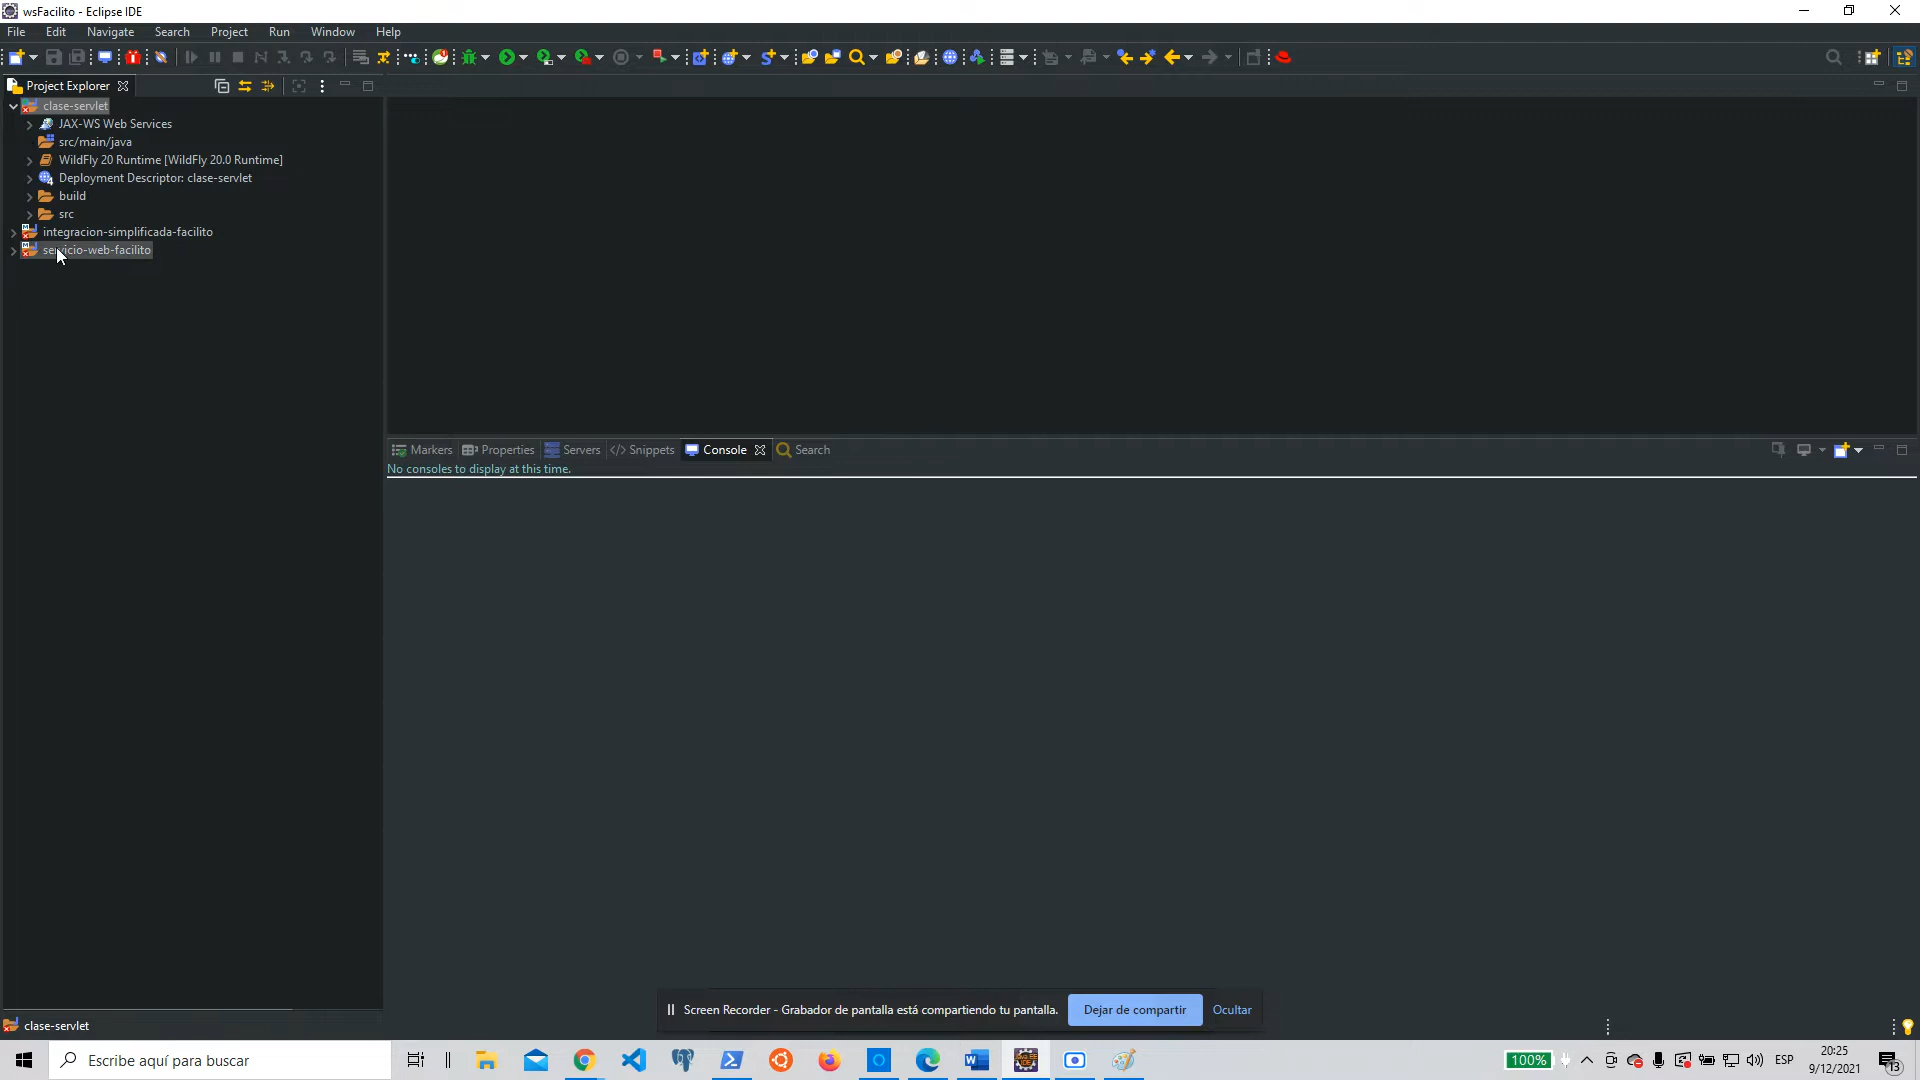 wsFacilito - Eclipse IDE
File Edit Navigate Search Project Run Window Help
Project Explorer
clase-servlet
JAX-WS Web Services
src/main/java
WildFly 20 Runtime [WildFly 20.0 Runtime]
Deployment Descriptor: clase-servlet
build
src
integracion-simplificada-facilito
servicio-web-facilito
Markers Properties Servers Snippets Console Search
No consoles to display at this time.
Screen Recorder - Grabador de pantalla está compartiendo tu pantalla. Dejar de compartir Ocultar
clase-servlet
Escribe aquí para buscar
100% ESP 20:25
9/12/2021
13